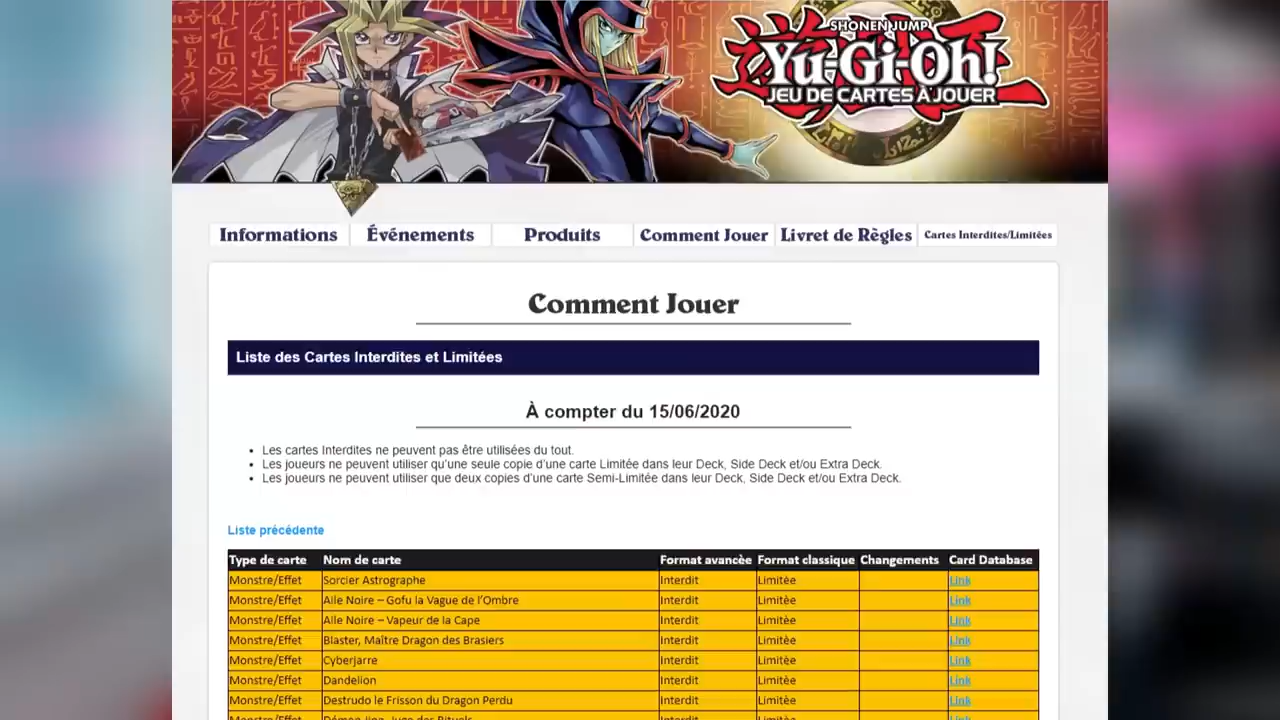 SHONEN JUMP
Yu-Gi-Oh!
JEU DE CARTES À JOUER
Informations Événements Produits Comment Jouer Livret de Règles Cartes Interdites/Limitées
Comment Jouer
Liste des Cartes Interdites et Limitées
À compter du 15/06/2020
• Les cartes Interdites ne peuvent pas être utilisées du tout.
• Les joueurs ne peuvent utiliser qu'une seule copie d'une carte Limitée dans leur Deck, Side Deck et/ou Extra Deck.
• Les joueurs ne peuvent utiliser que deux copies d'une carte Semi-Limitée dans leur Deck, Side Deck et/ou Extra Deck.
Liste précédente
Type de carte Nom de carte Format avancèe Format classique Changements Card Database
Monstre/Effet Sorcier Astrographe Interdit Limitèe Link
Monstre/Effet Aile Noire – Gofu la Vague de l'Ombre Interdit Limitèe Link
Monstre/Effet Aile Noire – Vapeur de la Cape Interdit Limitèe Link
Monstre/Effet Blaster, Maître Dragon des Brasiers Interdit Limitèe Link
Monstre/Effet Cyberjarre Interdit Limitèe Link
Monstre/Effet Dandelion Interdit Limitèe Link
Monstre/Effet Destrudo le Frisson du Dragon Perdu Interdit Limitèe Link